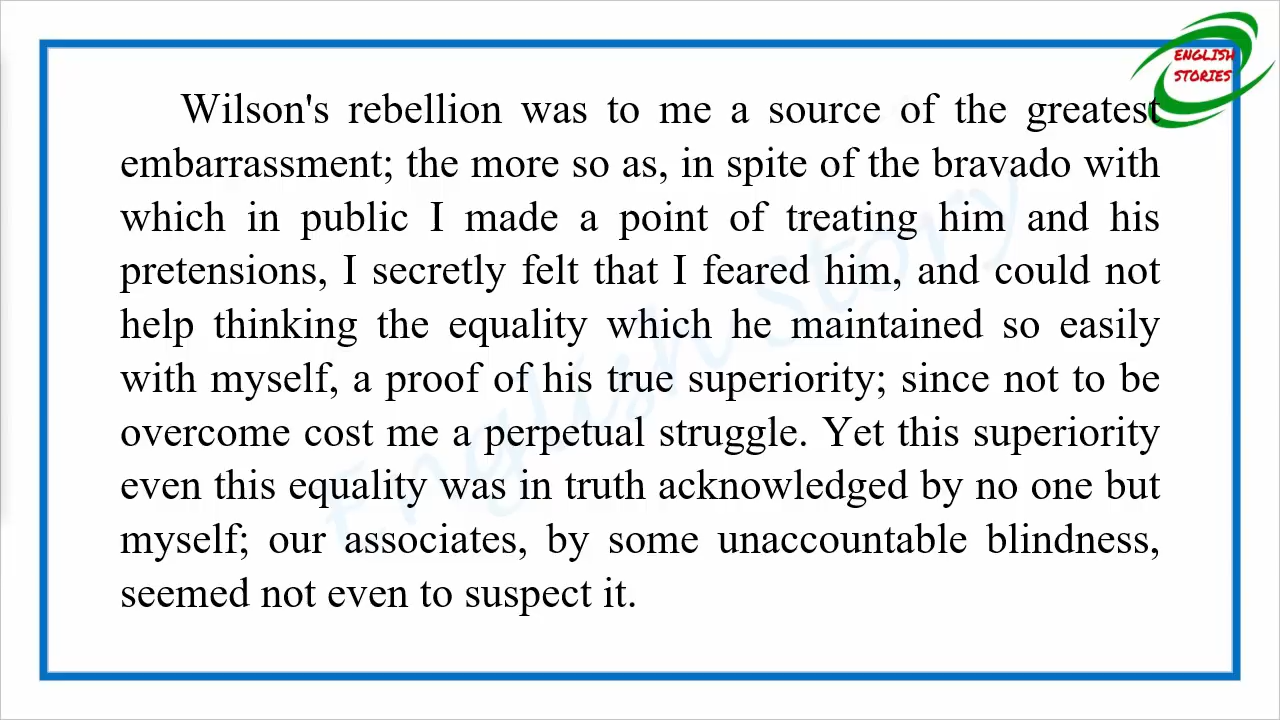 ENGLISH
STORIES
Wilson's rebellion was to me a source of the greatest
embarrassment; the more so as, in spite of the bravado with
which in public I made a point of treating him and his
pretensions, I secretly felt that I feared him, and could not
help thinking the equality which he maintained so easily
with myself, a proof of his true superiority; since not to be
overcome cost me a perpetual struggle. Yet this superiority
even this equality was in truth acknowledged by no one but
myself; our associates, by some unaccountable blindness,
seemed not even to suspect it.
English Story